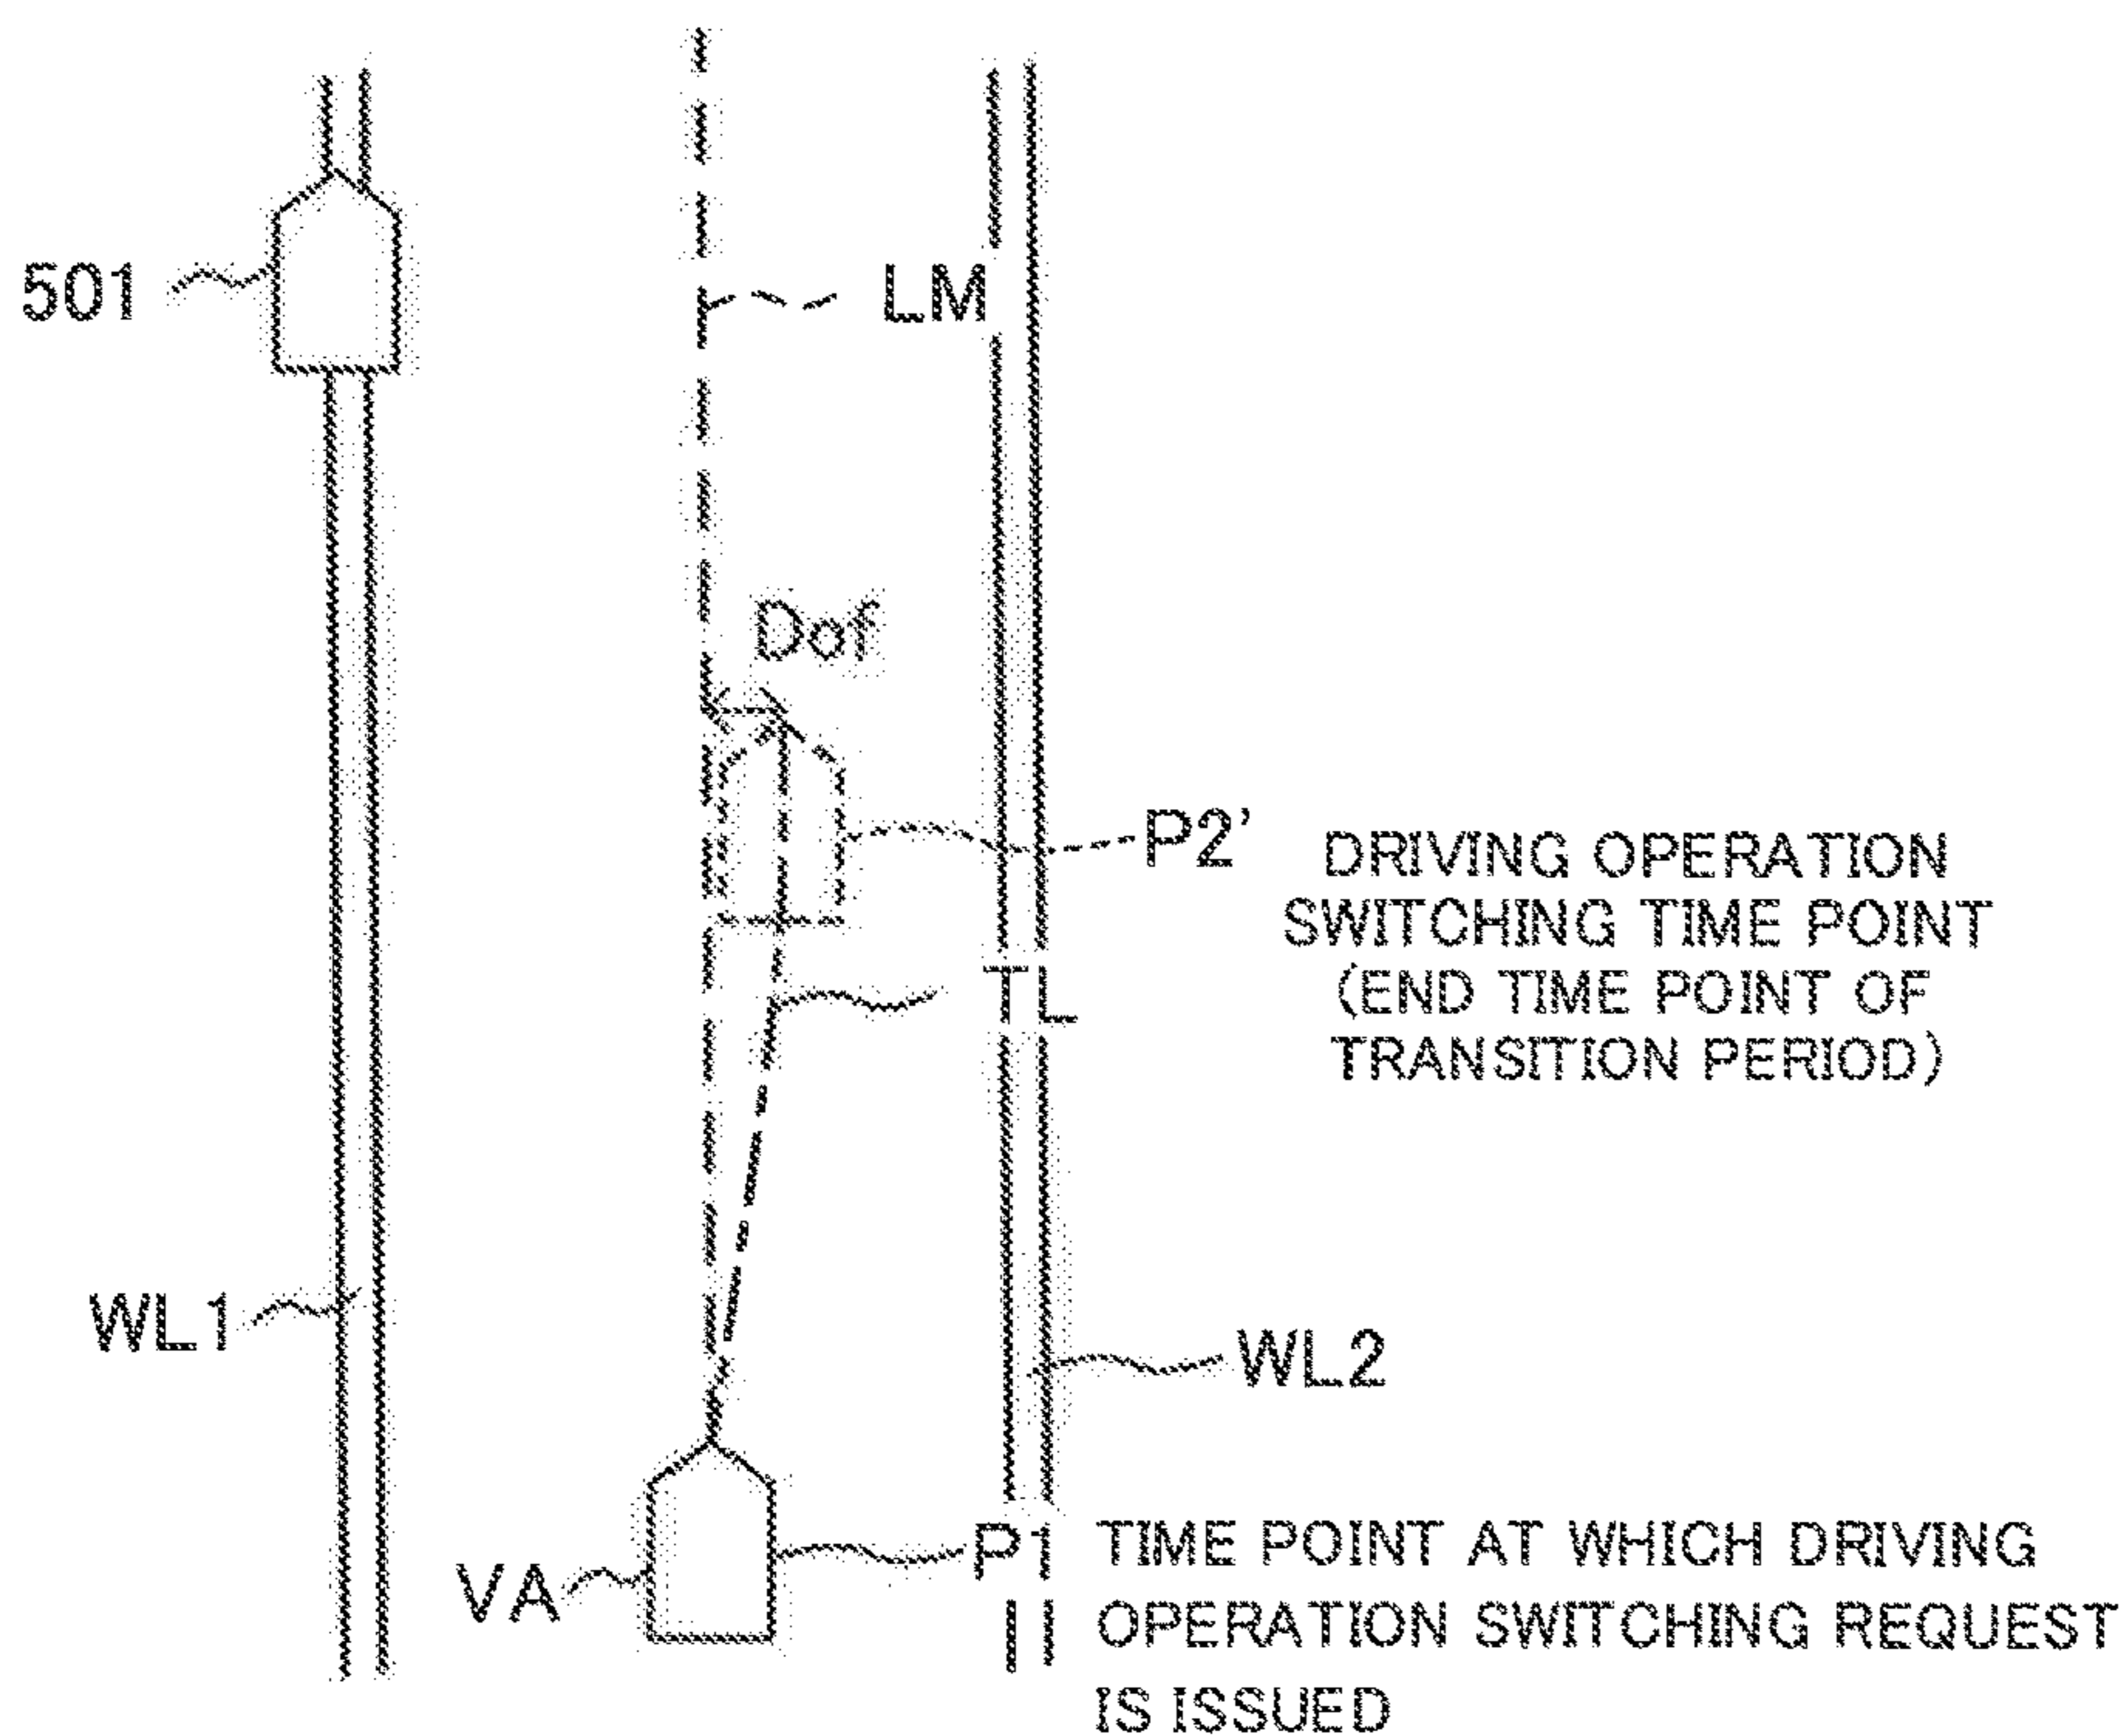 501
LM
Dof
P2'
DRIVING OPERATION
SWITCHING TIME POINT
(END TIME POINT OF
TRANSITION PERIOD)
TL
WL1
WL2
VA
P1
TIME POINT AT WHICH DRIVING
OPERATION SWITCHING REQUEST
IS ISSUED